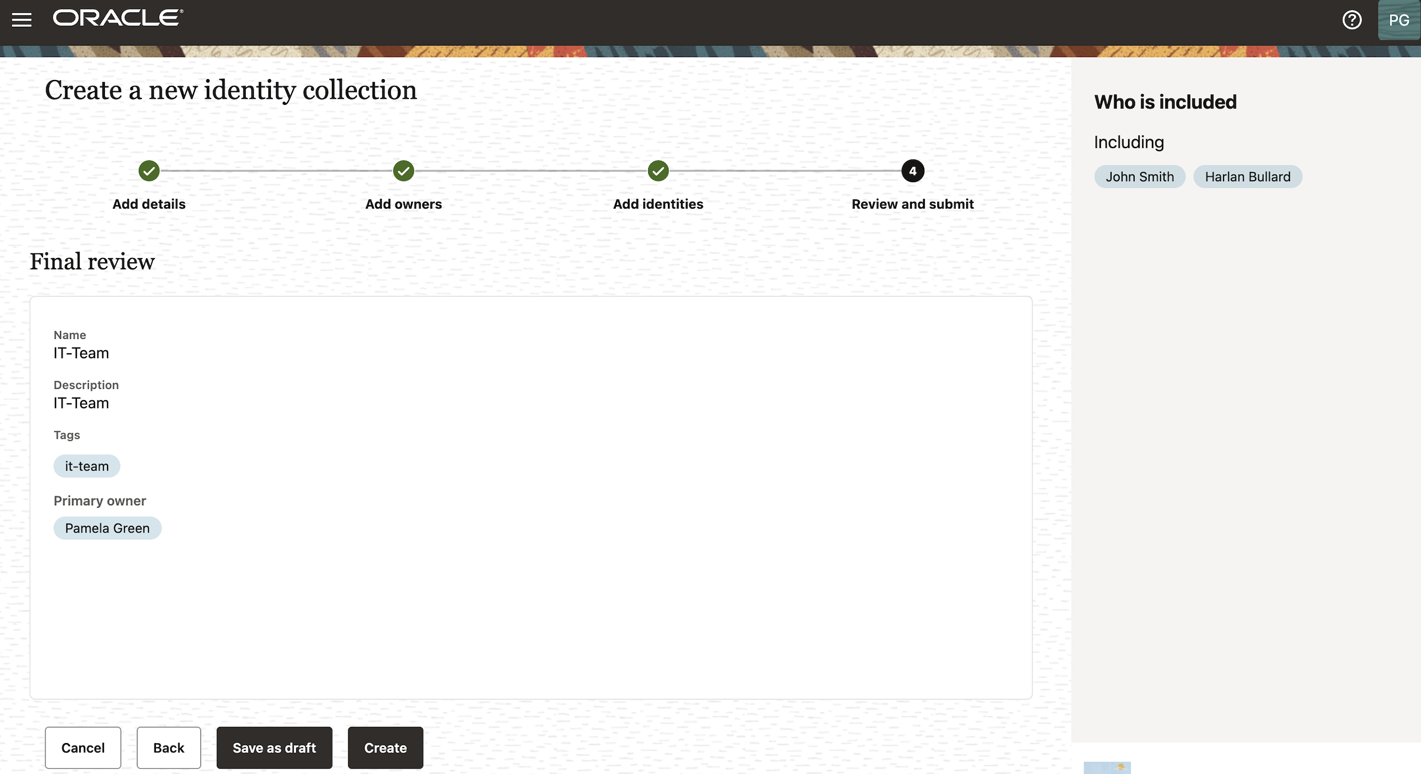 ORACLE
PG
Create a new identity collection
Add details
Add owners
Add identities
4
Review and submit
Final review
Name
IT-Team
Description
IT-Team
Tags
it-team
Primary owner
Pamela Green
Cancel
Back
Save as draft
Create
Who is included
Including
John Smith
Harlan Bullard